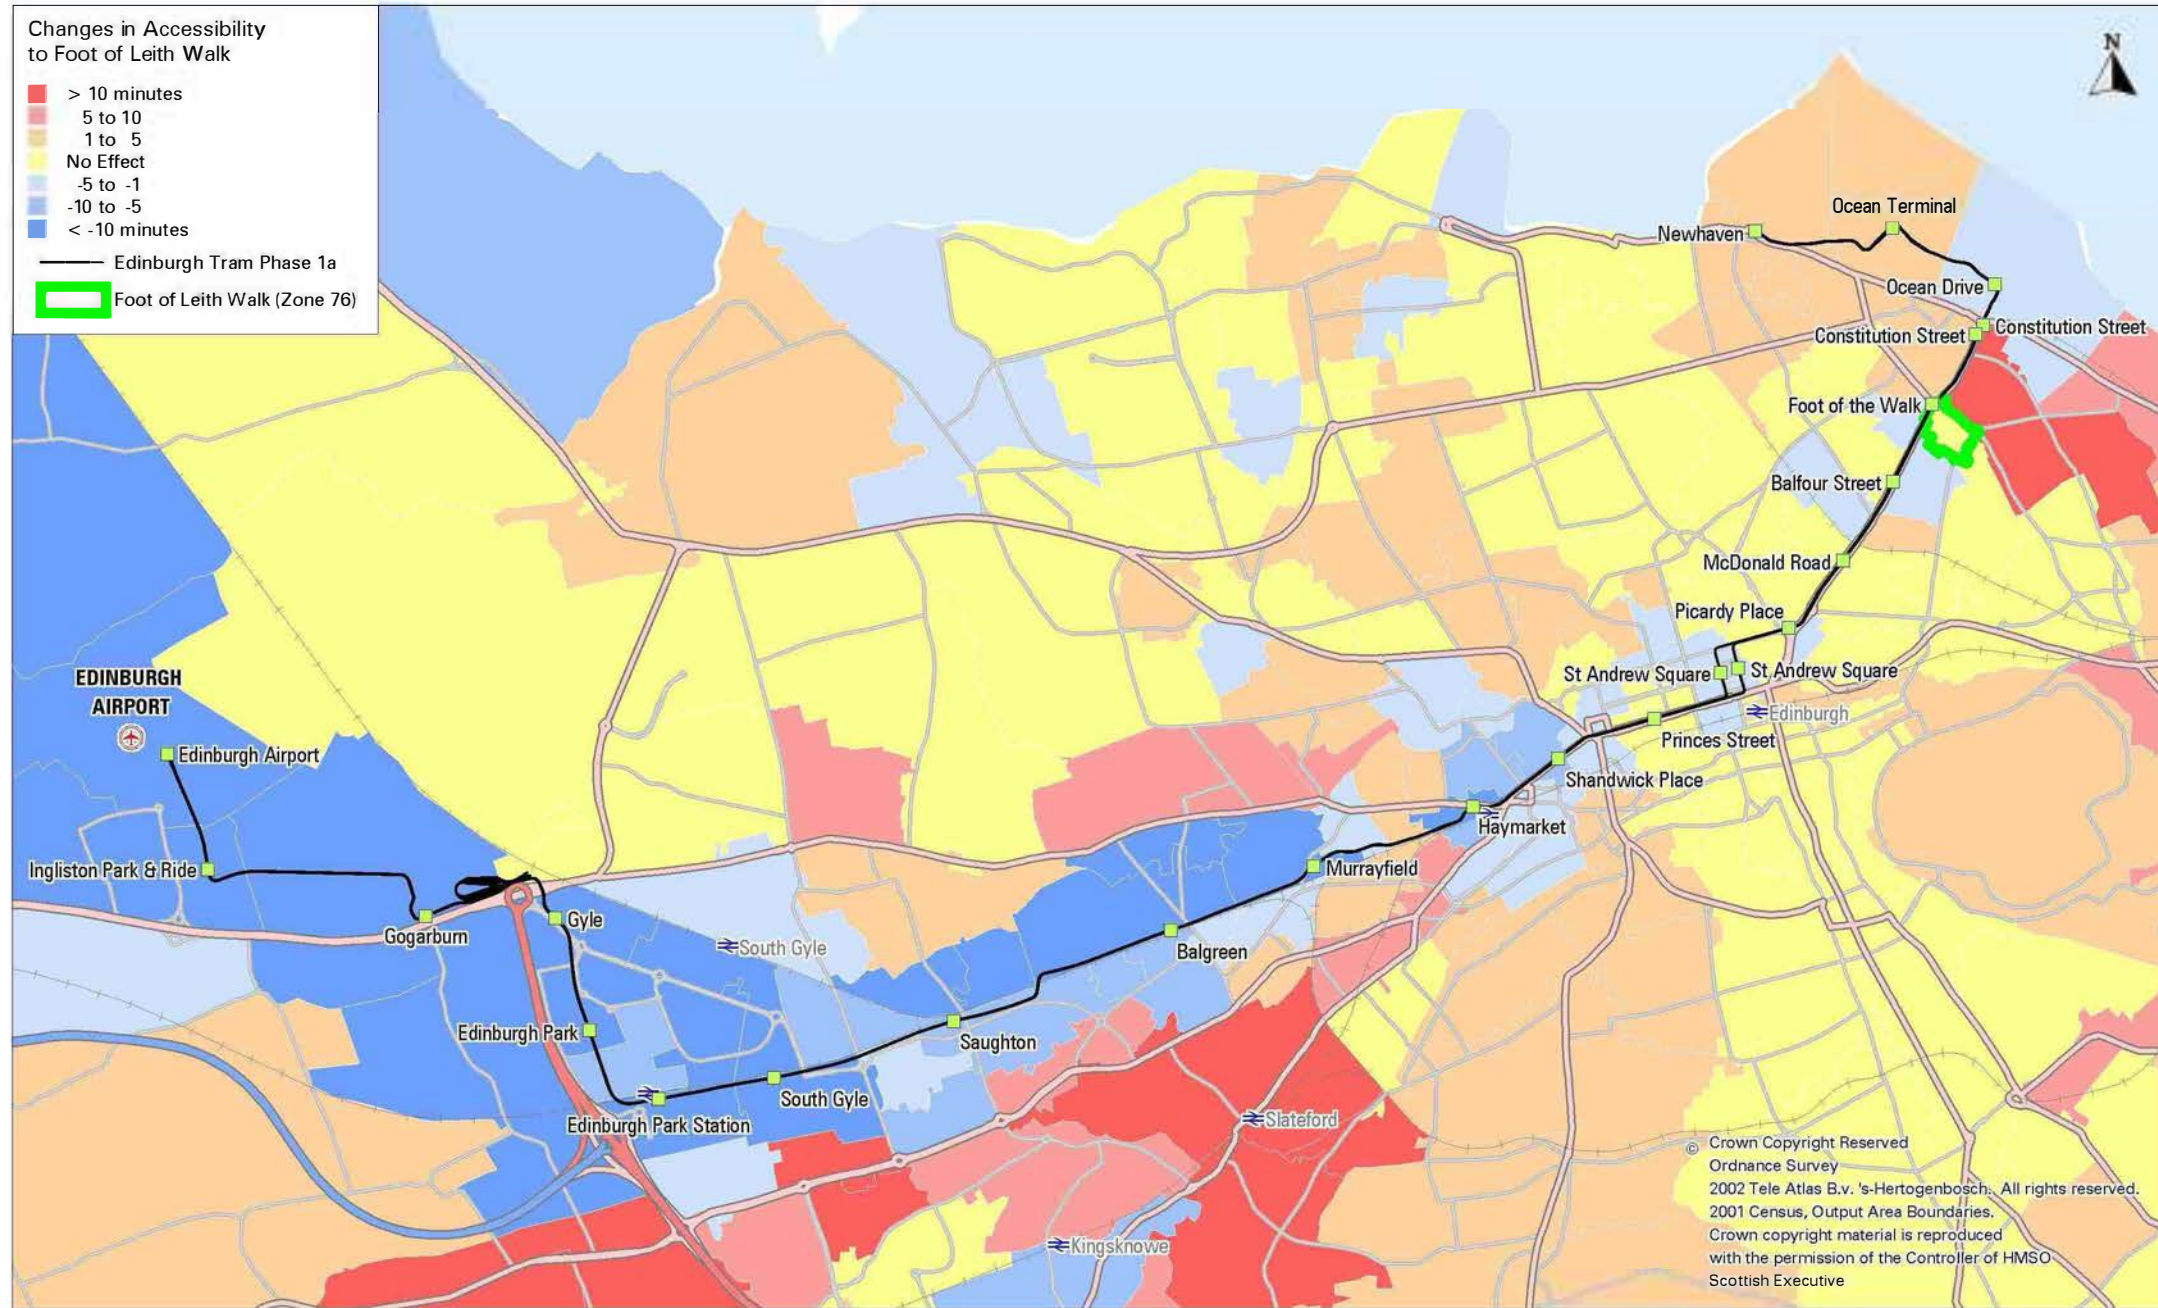 Changes in Accessibility
to Foot of Leith Walk
> 10 minutes
5 to 10
1 to 5
No Effect
-5 to -1
-10 to -5
< -10 minutes
Edinburgh Tram Phase 1a
Foot of Leith Walk (Zone 76)
N
Ocean Terminal
Newhaven
Ocean Drive
Constitution Street
Constitution Street
Foot of the Walk
Balfour Street
McDonald Road
Picardy Place
St Andrew Square
St Andrew Square
Edinburgh
Princes Street
Shandwick Place
Haymarket
Murrayfield
Balgreen
Saughton
South Gyle
South Gyle
Edinburgh Park Station
Edinburgh Park
Gyle
Gogarburn
Ingliston Park & Ride
Edinburgh Airport
EDINBURGH
AIRPORT
Slateford
Kingsknowe
© Crown Copyright Reserved
Ordnance Survey
2002 Tele Atlas B.v. 's-Hertogenbosch. All rights reserved.
2001 Census, Output Area Boundaries.
Crown copyright material is reproduced
with the permission of the Controller of HMSO
Scottish Executive